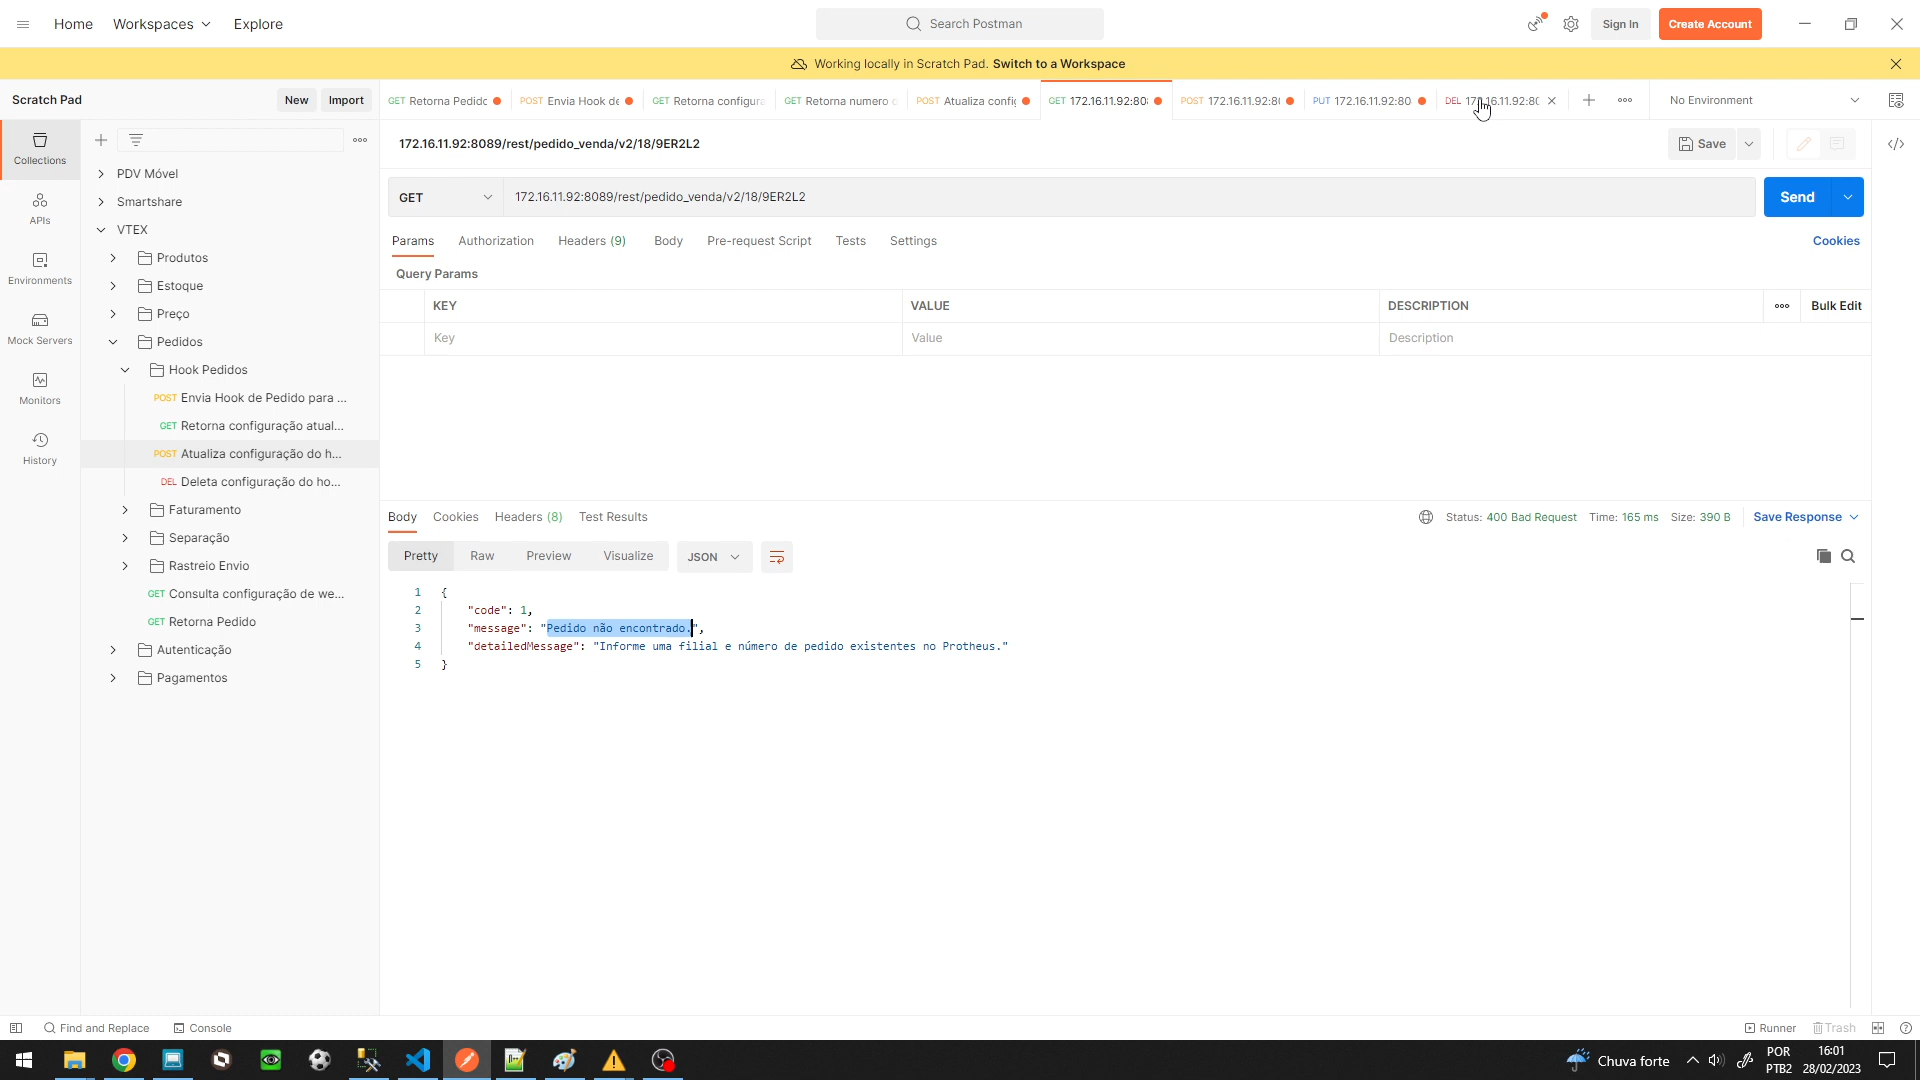 Home Workspaces Explore Search Postman Sign In Create Account
Working locally in Scratch Pad. Switch to a Workspace
Scratch Pad New Import
GET Retorna Pedidc POST Envia Hook de GET Retorna configura GET Retorna numero POST Atualiza config GET 172.16.11.92:80 POST 172.16.11.92:8 PUT 172.16.11.92:80 DEL No Environment
172.16.11.92:8089/rest/pedido_venda/v2/18/9ER2L2 Save
GET 172.16.11.92:8089/rest/pedido_venda/v2/18/9ER2L2 Send
Params Authorization Headers (9) Body Pre-request Script Tests Settings Cookies
Query Params
KEY VALUE DESCRIPTION Bulk Edit
Key Value Description
Collections
APIs
Environments
Mock Servers
Monitors
History
PDV Móvel
Smartshare
VTEX
Produtos
Estoque
Preço
Pedidos
Hook Pedidos
POST Envia Hook de Pedido para ...
GET Retorna configuração atual...
POST Atualiza configuração do h...
DEL Deleta configuração do ho...
Faturamento
Separação
Rastreio Envio
GET Consulta configuração de we...
GET Retorna Pedido
Autenticação
Pagamentos
Body Cookies Headers (8) Test Results Status: 400 Bad Request Time: 165 ms Size: 390 B Save Response
Pretty Raw Preview Visualize JSON
1 {
2 "code": 1,
3 "message": "Pedido não encontrado.",
4 "detailedMessage": "Informe uma filial e número de pedido existentes no Protheus."
5 }
Find and Replace Console Runner Trash
Chuva forte POR 16:01
PTB2 28/02/2023